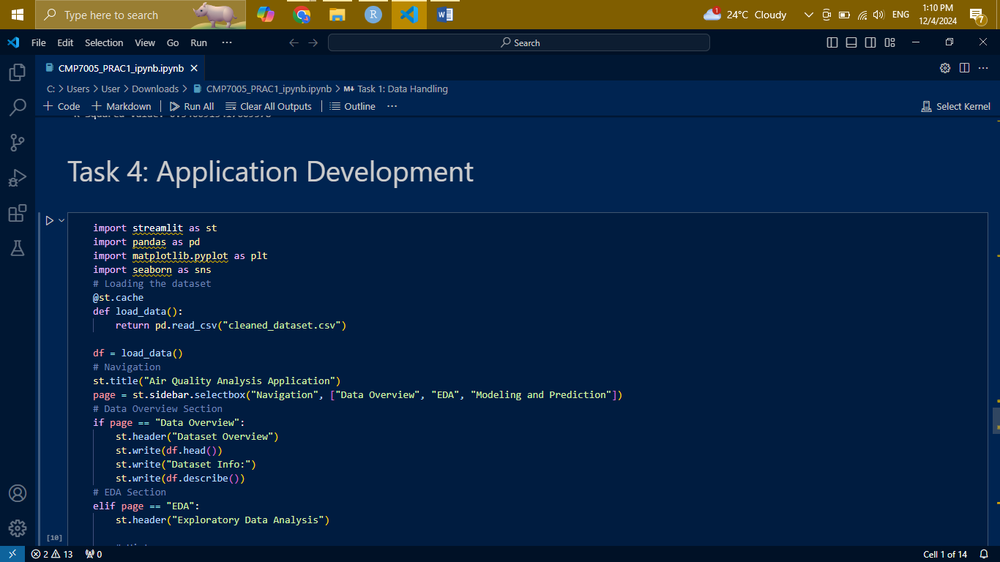 Type here to search
1
24°C Cloudy
ENG
1:10 PM
12/4/2024
7
File Edit Selection View Go Run ···
Search
CMP7005_PRAC1_ipynb.ipynb
C: > Users > User > Downloads > CMP7005_PRAC1_ipynb.ipynb > M↓ Task 1: Data Handling
+ Code + Markdown | Run All Clear All Outputs | Outline ···
Select Kernel
Task 4: Application Development
import streamlit as st
import pandas as pd
import matplotlib.pyplot as plt
import seaborn as sns
# Loading the dataset
@st.cache
def load_data():
    return pd.read_csv("cleaned_dataset.csv")
df = load_data()
# Navigation
st.title("Air Quality Analysis Application")
page = st.sidebar.selectbox("Navigation", ["Data Overview", "EDA", "Modeling and Prediction"])
# Data Overview Section
if page == "Data Overview":
    st.header("Dataset Overview")
    st.write(df.head())
    st.write("Dataset Info:")
    st.write(df.describe())
# EDA Section
elif page == "EDA":
    st.header("Exploratory Data Analysis")
[10]
2 13 0
Cell 1 of 14